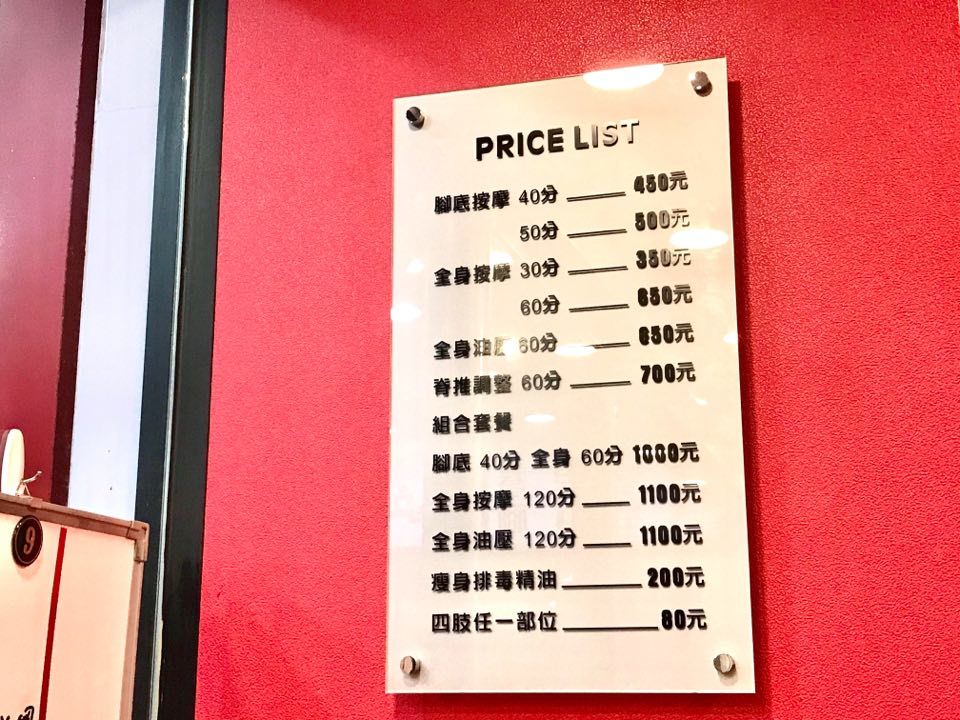 PRICE LIST
腳底按摩 40分 450元
50分 500元
全身按摩 30分 350元
60分 650元
全身油壓 60分 650元
脊推調整 60分 700元
組合套餐
腳底 40分 全身 60分 1000元
全身按摩 120分 1100元
全身油壓 120分 1100元
瘦身排毒精油 200元
四肢任一部位 80元
9